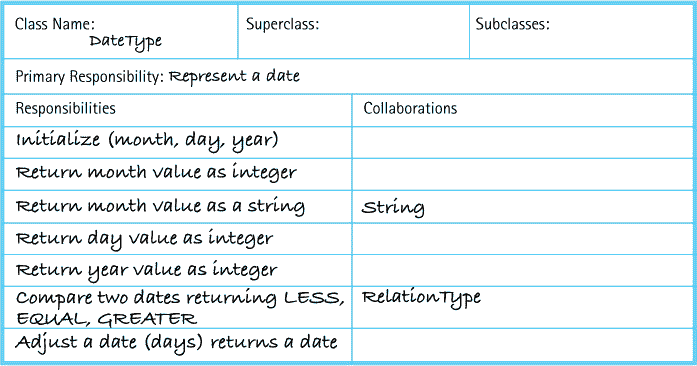 Class Name: Superclass: Subclasses:
DateType
Primary Responsibility: Represent a date
Responsibilities Collaborations
Initialize (month, day, year)
Return month value as integer
Return month value as a string String
Return day value as integer
Return year value as integer
Compare two dates returning LESS, RelationType
EQUAL, GREATER
Adjust a date (days) returns a date